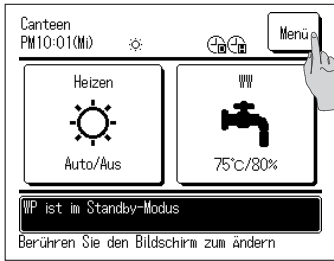 Canteen
PM10:01(Mi)
Menü
Heizen
Auto/Aus
WW
75°C/80%
WP ist im Standby-Modus
Berühren Sie den Bildschirm zum ändern